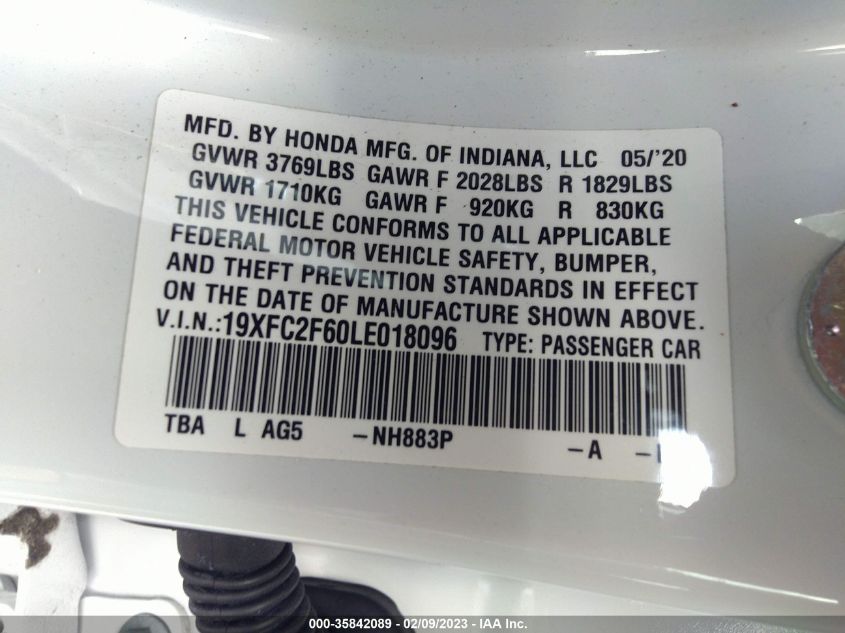 MFD. BY HONDA MFG. OF INDIANA, LLC 05/'20
GVWR 3769LBS GAWR F 2028LBS R 1829LBS
GVWR 1710KG GAWR F 920KG R 830KG
THIS VEHICLE CONFORMS TO ALL APPLICABLE
FEDERAL MOTOR VEHICLE SAFETY, BUMPER,
AND THEFT PREVENTION STANDARDS IN EFFECT
ON THE DATE OF MANUFACTURE SHOWN ABOVE.
V.I.N.:19XFC2F60LE018096 TYPE: PASSENGER CAR
TBA L AG5 -NH883P -A -
000-35842089 - 02/09/2023 - IAA Inc.